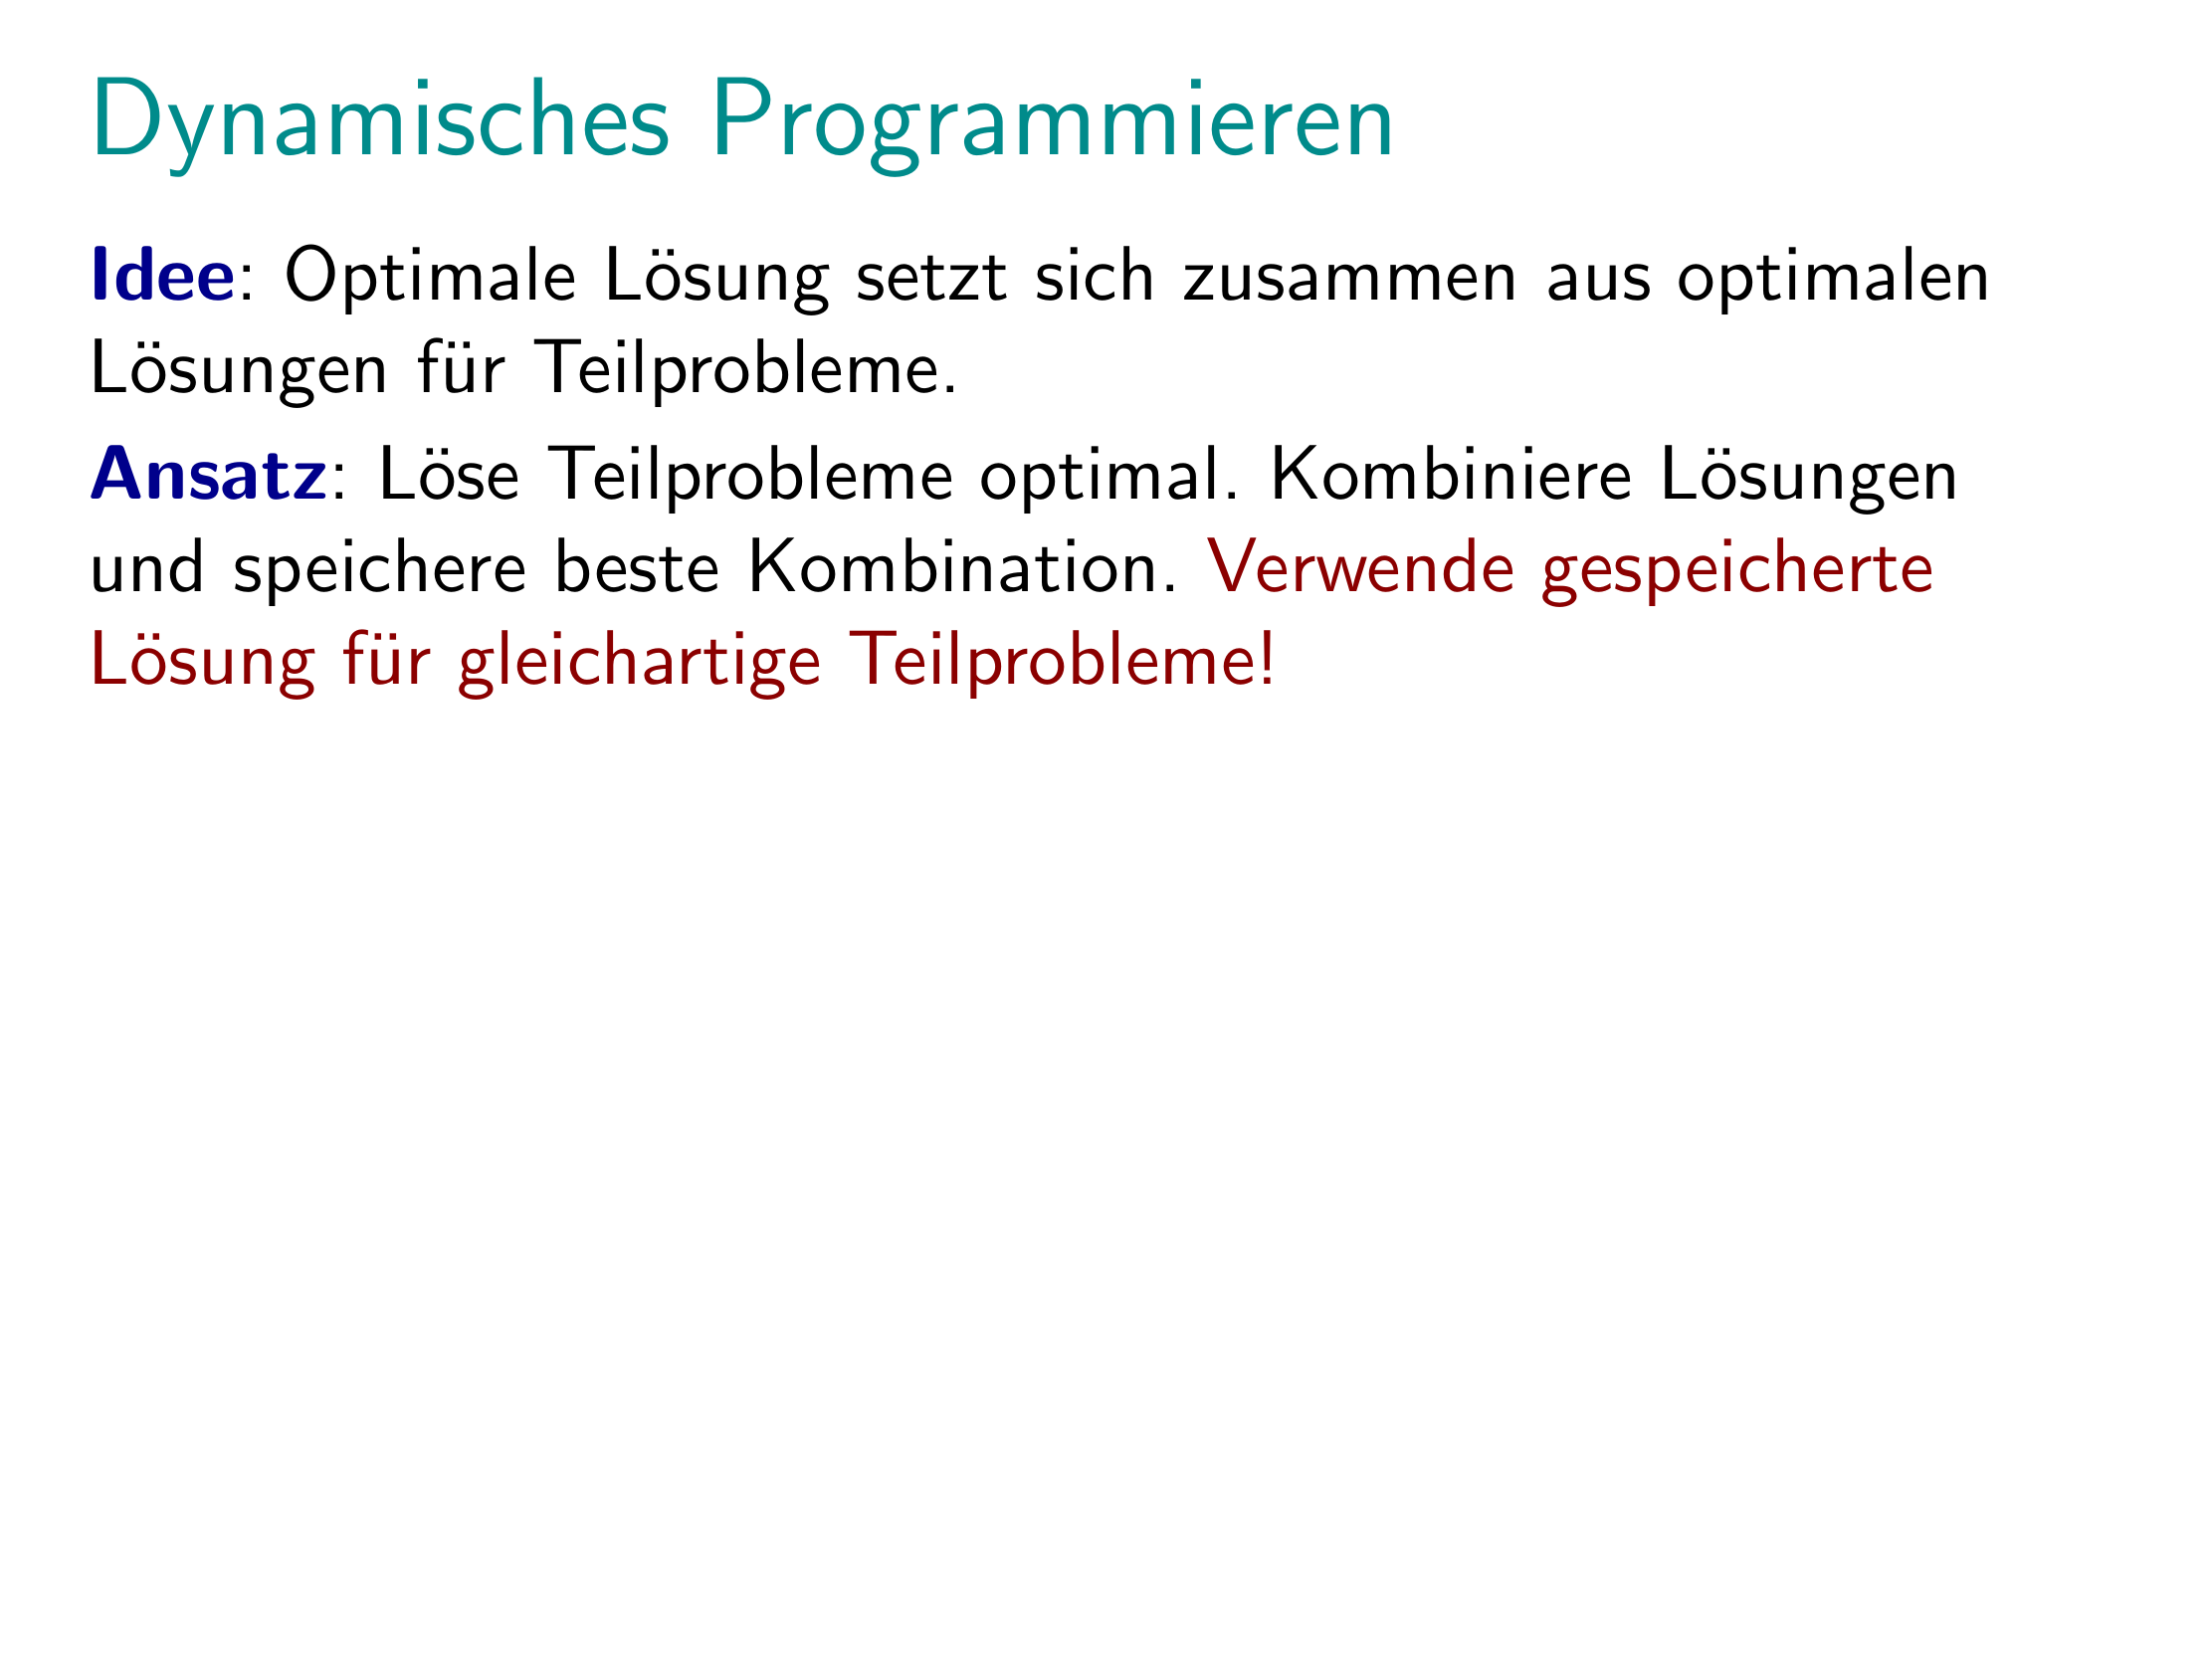 Dynamisches Programmieren
Idee: Optimale Lösung setzt sich zusammen aus optimalen
Lösungen für Teilprobleme.
Ansatz: Löse Teilprobleme optimal. Kombiniere Lösungen
und speichere beste Kombination. Verwende gespeicherte
Lösung für gleichartige Teilprobleme!